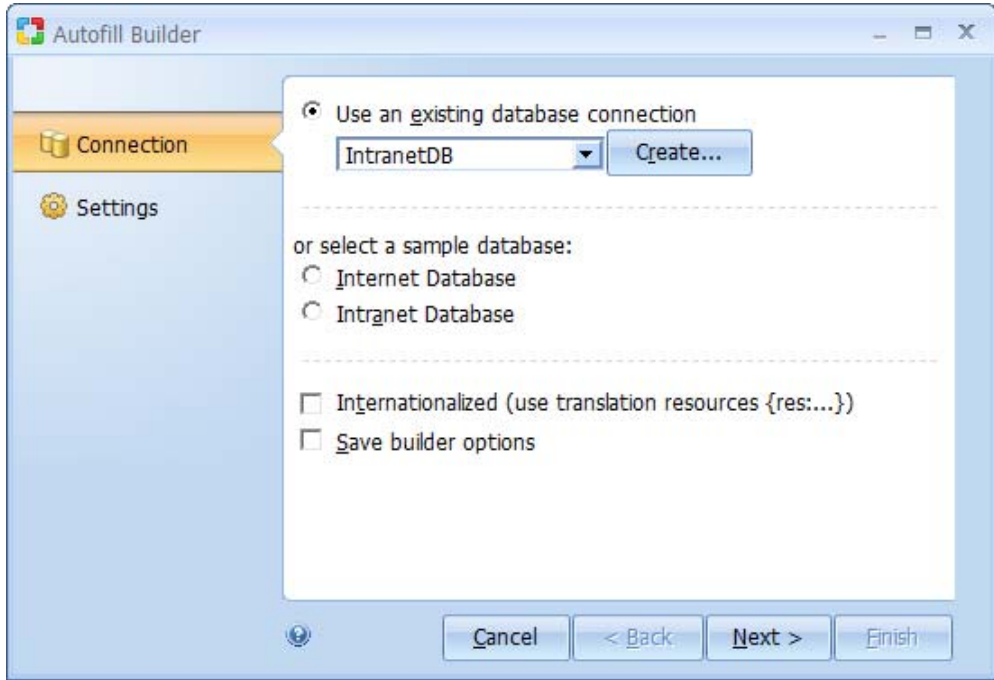 Autofill Builder
Connection
Settings
Use an existing database connection
IntranetDB
Create...
or select a sample database:
Internet Database
Intranet Database
Internationalized (use translation resources {res:...})
Save builder options
Cancel
< Back
Next >
Finish